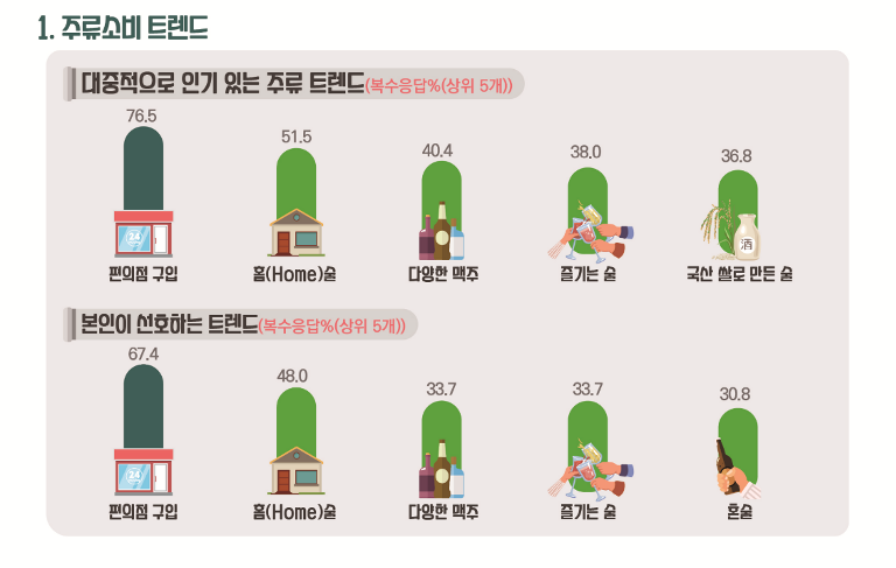 1. 주류소비 트렌드
대중적으로 인기 있는 주류 트렌드(복수응답%(상위 5개))
76.5
51.5
40.4
38.0
36.8
24
酒
편의점 구입
홈(Home)술
다양한 맥주
즐기는 술
국산 쌀로 만든 술
본인이 선호하는 트렌드(복수응답%(상위 5개))
67.4
48.0
33.7
33.7
30.8
24
편의점 구입
홈(Home)술
다양한 맥주
즐기는 술
혼술